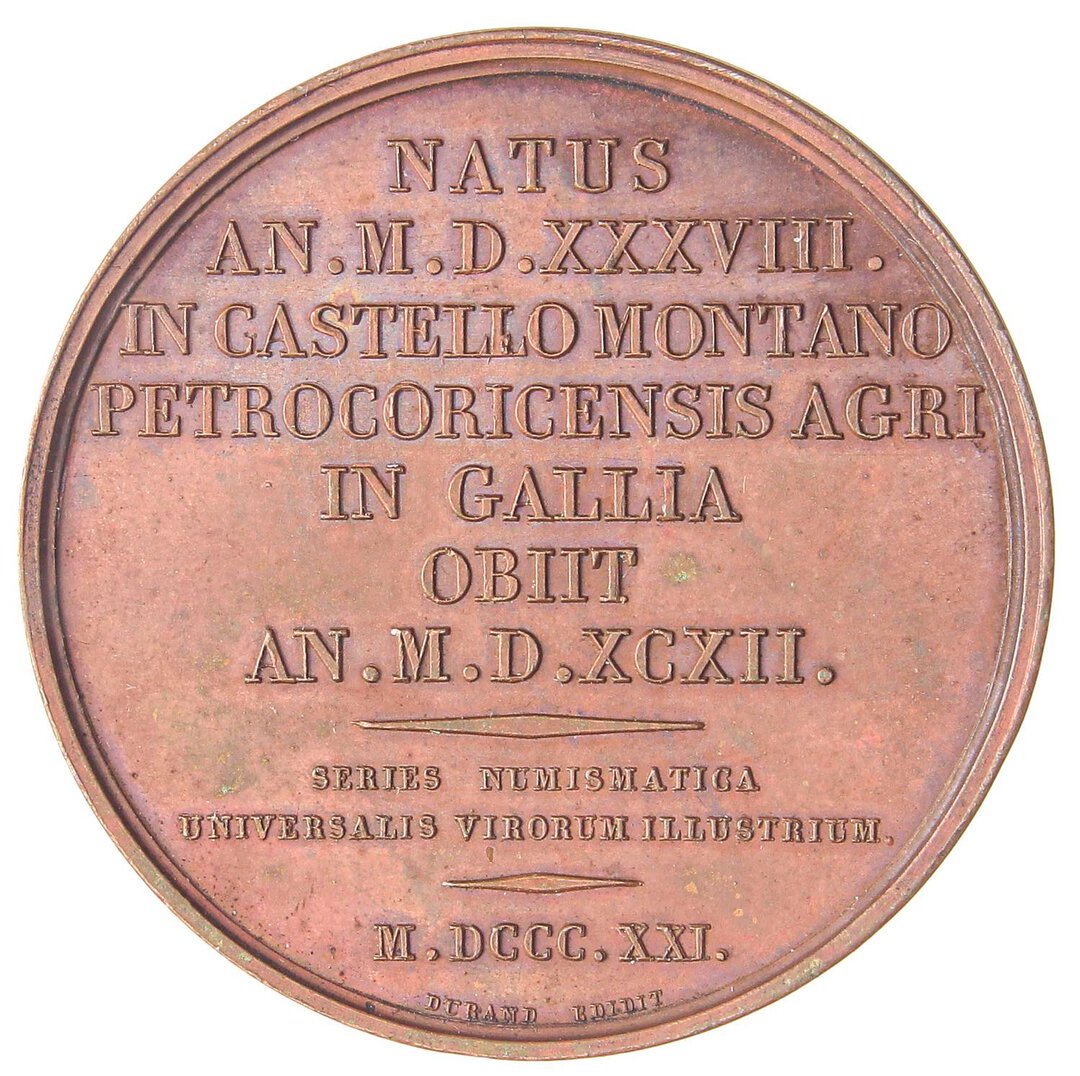 NATUS
AN.M.D.XXXVIII.
IN CASTELLO MONTANO
PETROCORICENSIS AGRI
IN GALLIA
OBIIT
AN.M.D.XCXII.
SERIES NUMISMATICA
UNIVERSALIS VIRORUM ILLUSTRIUM.
M.DCCC.XXI.
DURAND EDIDIT